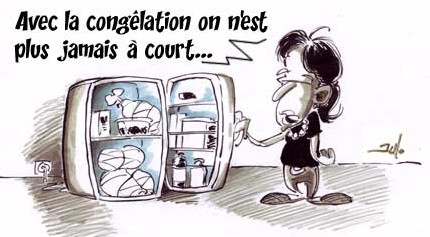 Avec la congélation on n'est
plus jamais à court...